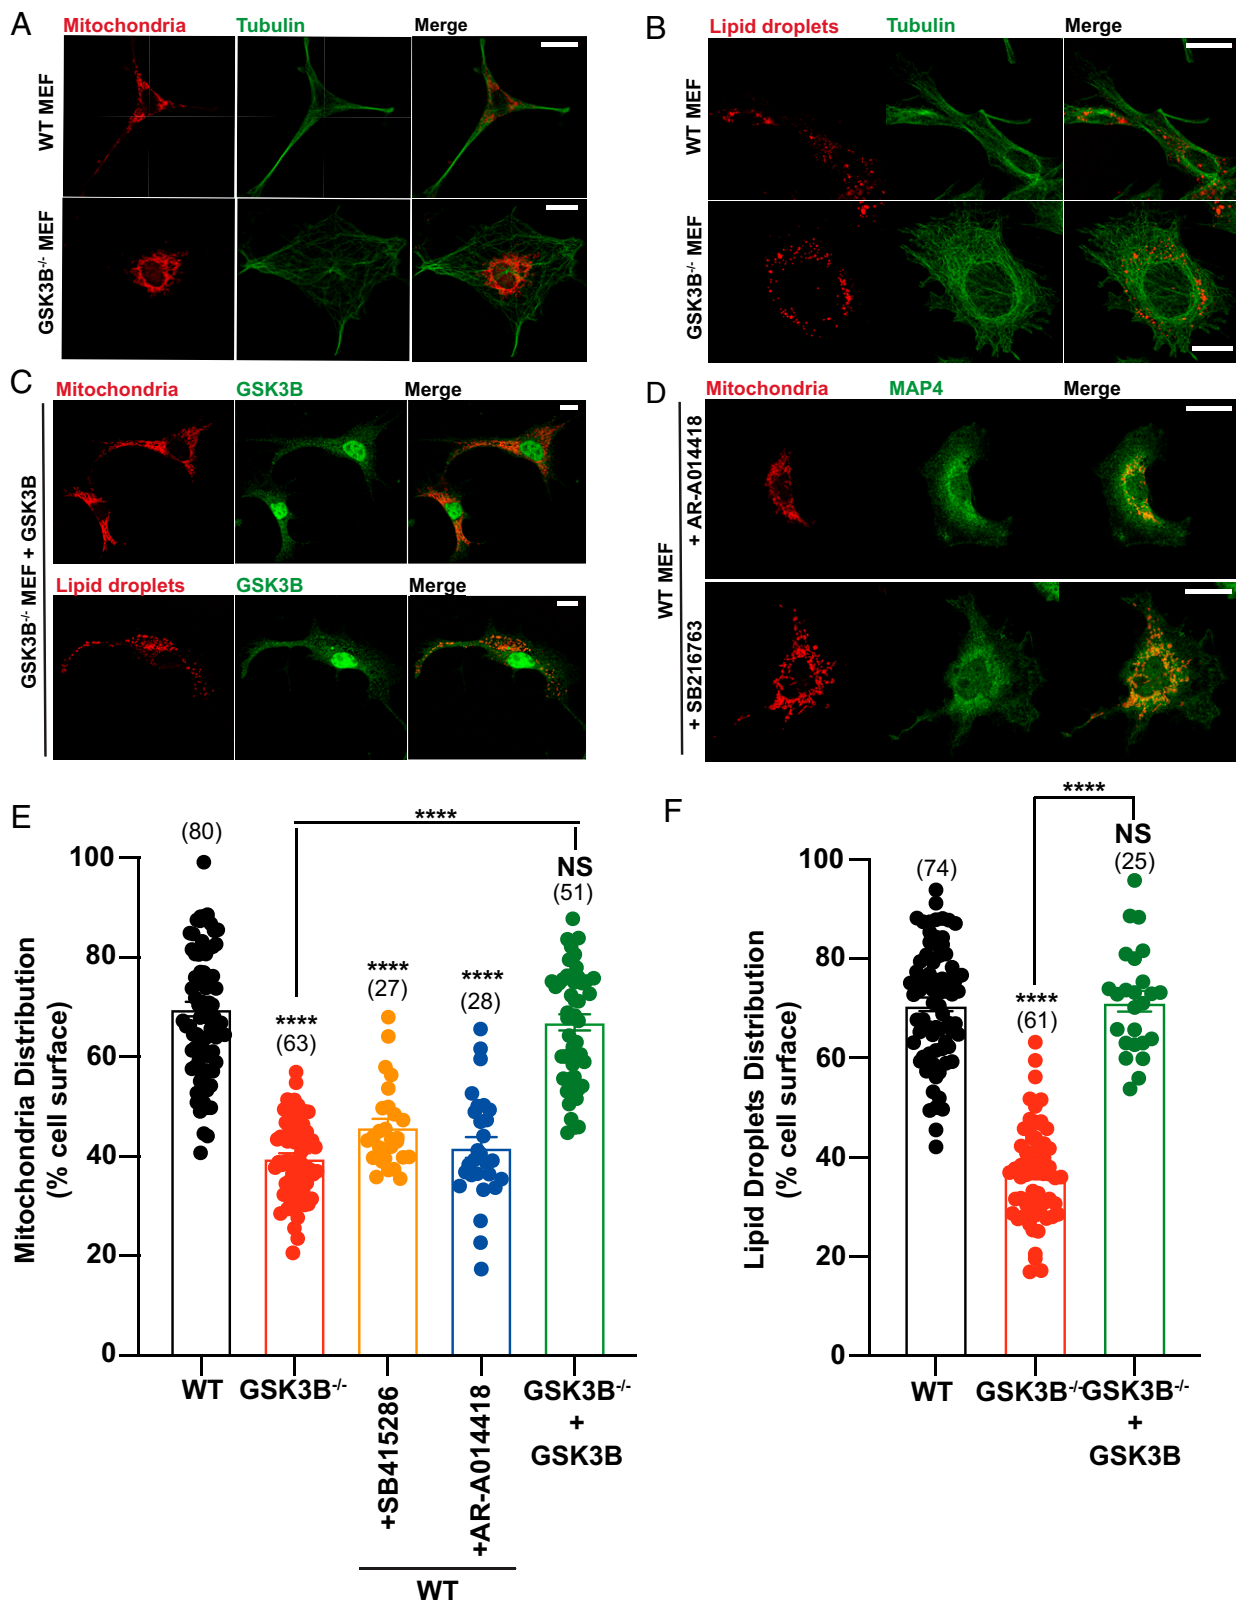 A
Mitochondria
Tubulin
Merge
WT MEF
GSK3B-/- MEF
B
Lipid droplets
Tubulin
Merge
WT MEF
GSK3B-/- MEF
C
Mitochondria
GSK3B
Merge
Lipid droplets
GSK3B
Merge
GSK3B-/- MEF + GSK3B
D
Mitochondria
MAP4
Merge
+ AR-A014418
+ SB216763
WT MEF
E
Mitochondria Distribution
(% cell surface)
100
80
60
40
20
0
(80)
****
(63)
****
(27)
****
(28)
****
NS
(51)
WT
GSK3B-/-
+SB415286
+AR-A014418
WT
GSK3B-/-
+
GSK3B
F
Lipid Droplets Distribution
(% cell surface)
100
80
60
40
20
0
(74)
****
(61)
****
NS
(25)
WT
GSK3B-/-
GSK3B-/-
+
GSK3B